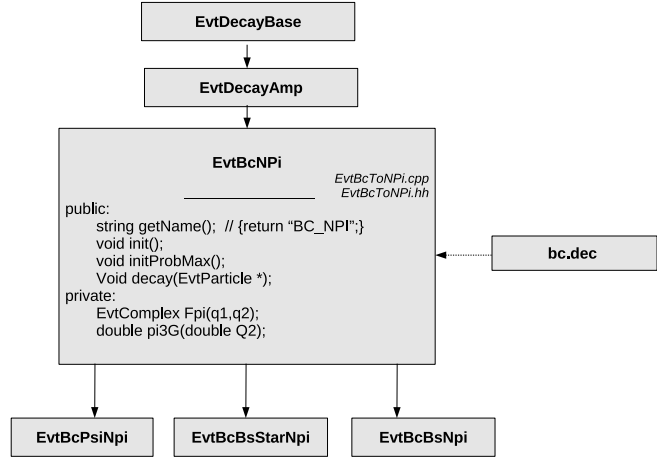 EvtDecayBase
EvtDecayAmp
EvtBcNPi
EvtBcToNPi.cpp
EvtBcToNPi.hh
public:
string getName(); // {return “BC_NPI”;}
void init();
void initProbMax();
Void decay(EvtParticle *);
private:
EvtComplex Fpi(q1,q2);
double pi3G(double Q2);
bc.dec
EvtBcPsiNpi
EvtBcBsStarNpi
EvtBcBsNpi